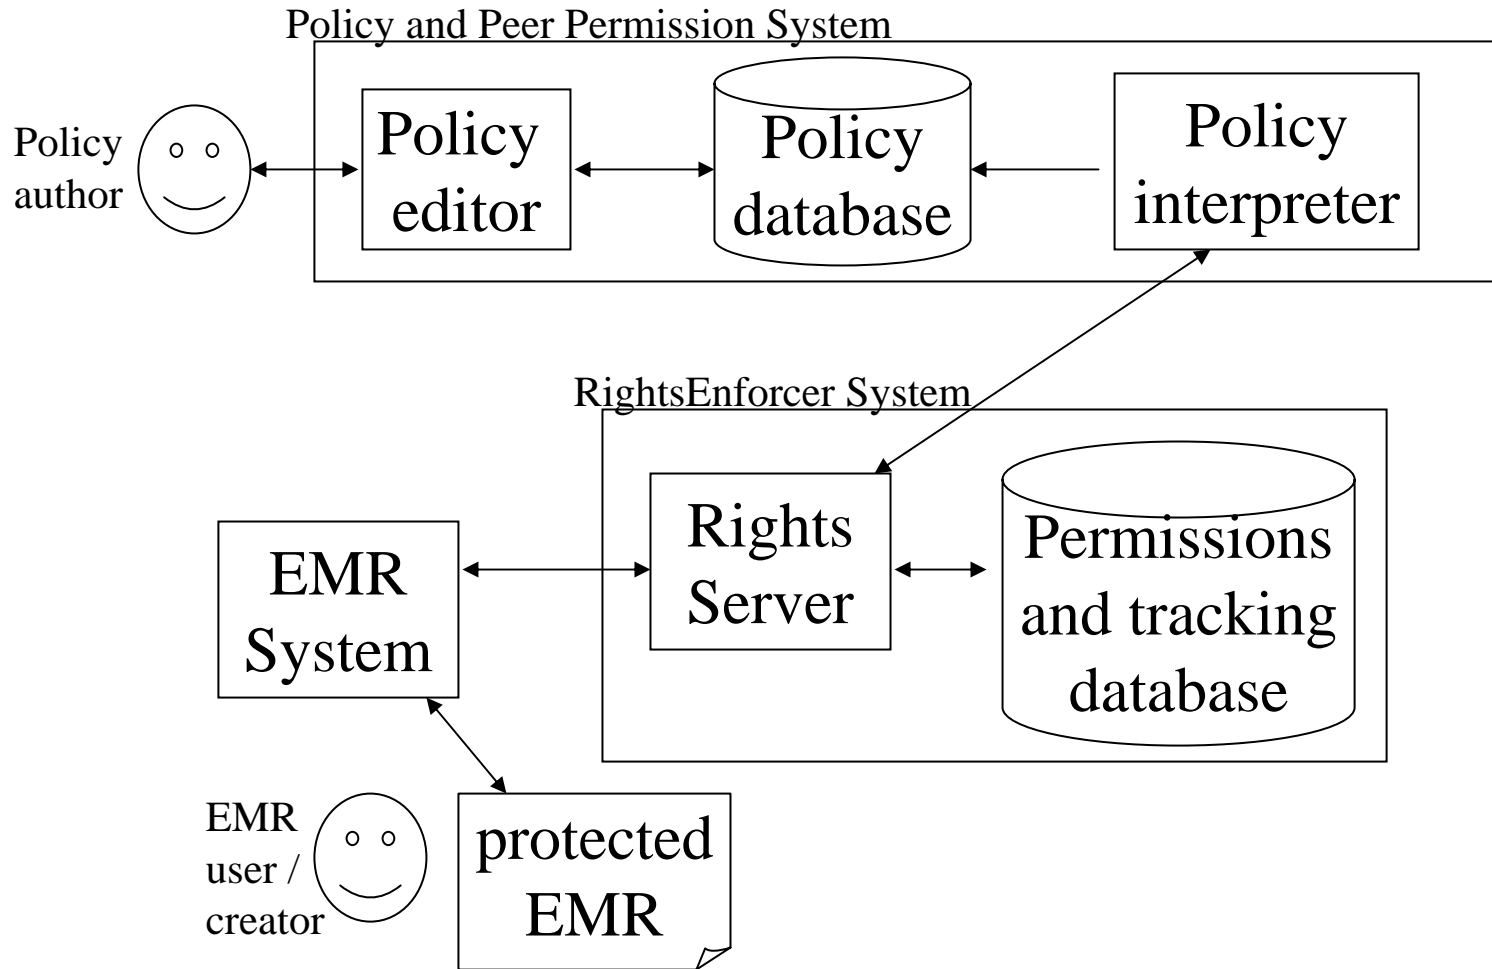 Policy and Peer Permission System
Policy
author
Policy
editor
Policy
database
Policy
interpreter
RightsEnforcer System
Rights
Server
Permissions
and tracking
database
EMR
System
EMR
user /
creator
protected
EMR